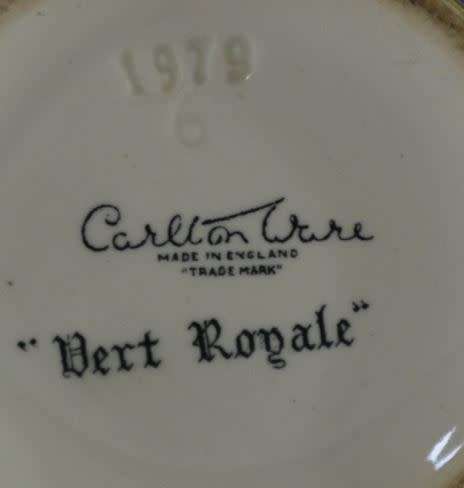 1979
6
Carlton Ware
MADE IN ENGLAND
"TRADE MARK"
"Vert Royale"